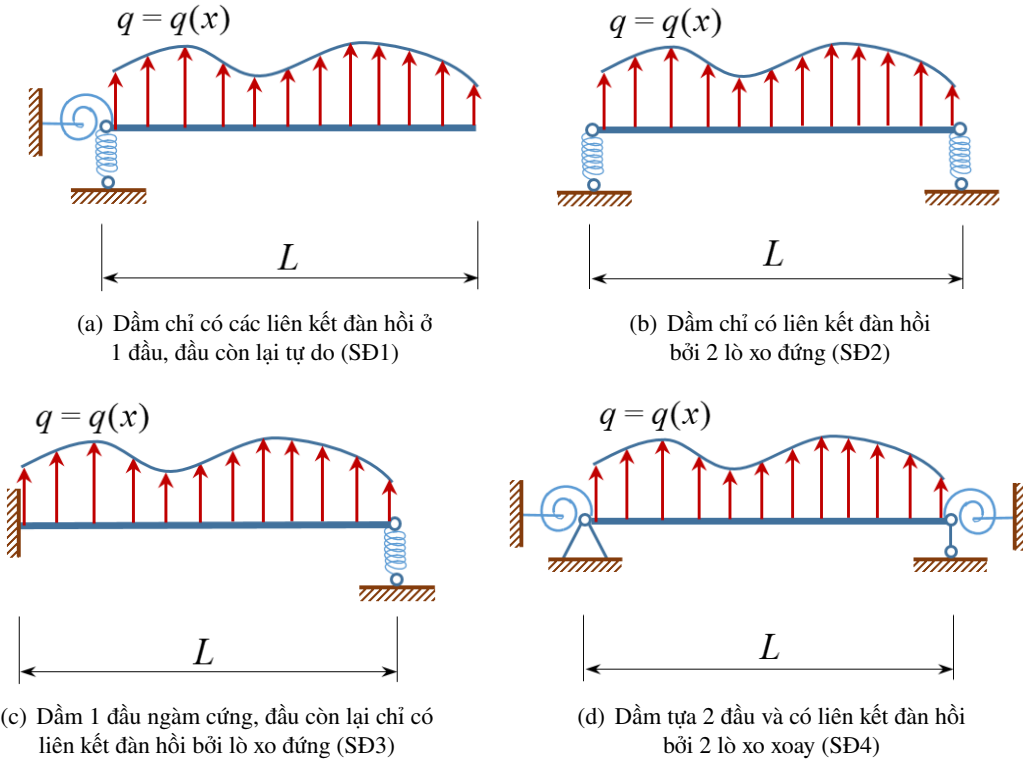 q = q(x)
q = q(x)
L
L
(a) Dầm chỉ có các liên kết đàn hồi ở
1 đầu, đầu còn lại tự do (SĐ1)
(b) Dầm chỉ có liên kết đàn hồi
bởi 2 lò xo đứng (SĐ2)
q = q(x)
q = q(x)
L
L
(c) Dầm 1 đầu ngàm cứng, đầu còn lại chỉ có
liên kết đàn hồi bởi lò xo đứng (SĐ3)
(d) Dầm tựa 2 đầu và có liên kết đàn hồi
bởi 2 lò xo xoay (SĐ4)